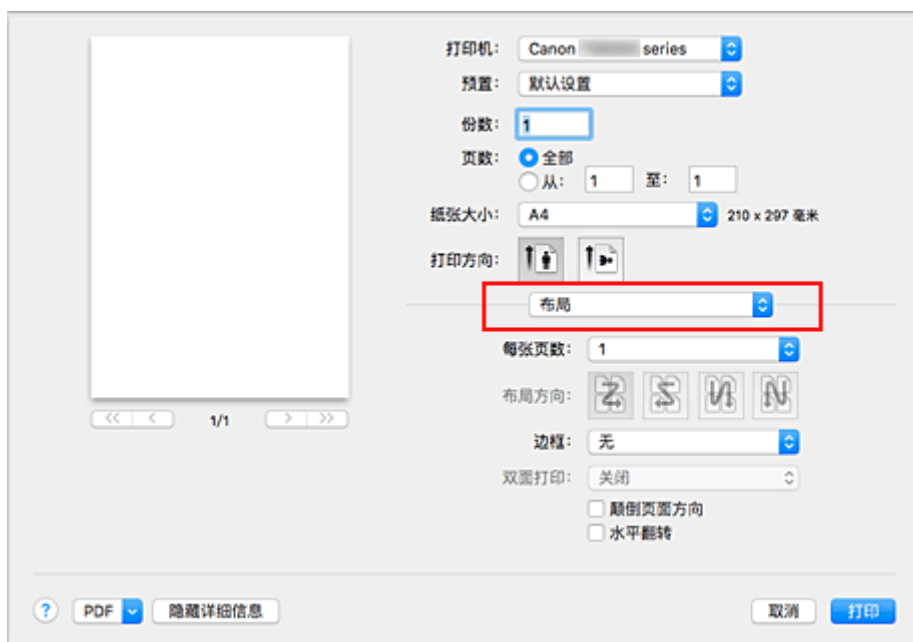 打印机： Canon series
预置： 默认设置
份数： 1
页数： 全部
从： 1 至： 1
纸张大小： A4 210 x 297 毫米
打印方向：
布局
每张页数： 1
布局方向：
1/1
边框： 无
双面打印： 关闭
颠倒页面方向
水平翻转
? PDF 隐藏详细信息 取消 打印